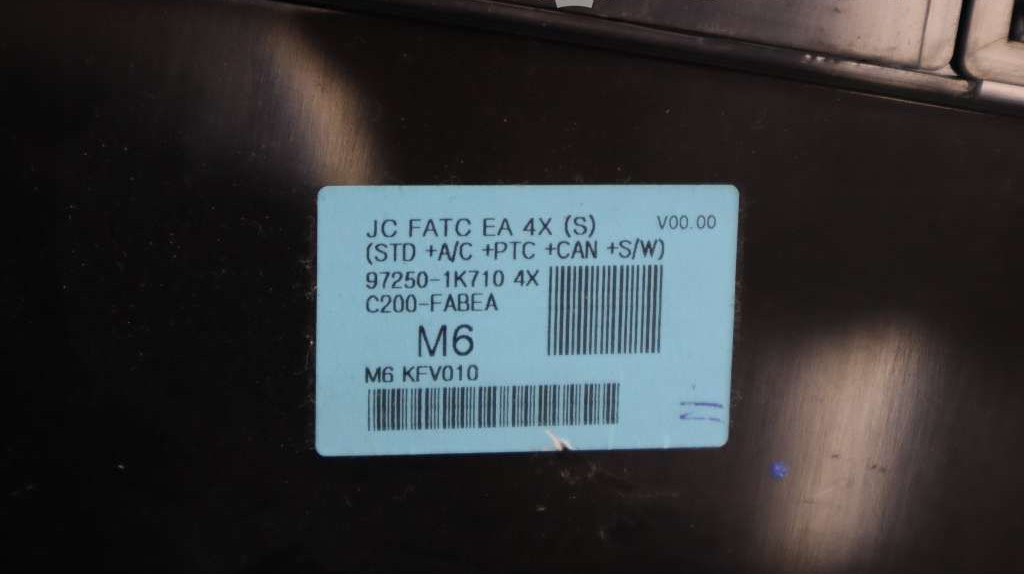 JC FATC EA 4X (S) V00.00
(STD +A/C +PTC +CAN +S/W)
97250-1K710 4X
C200-FABEA
M6
M6 KFV010